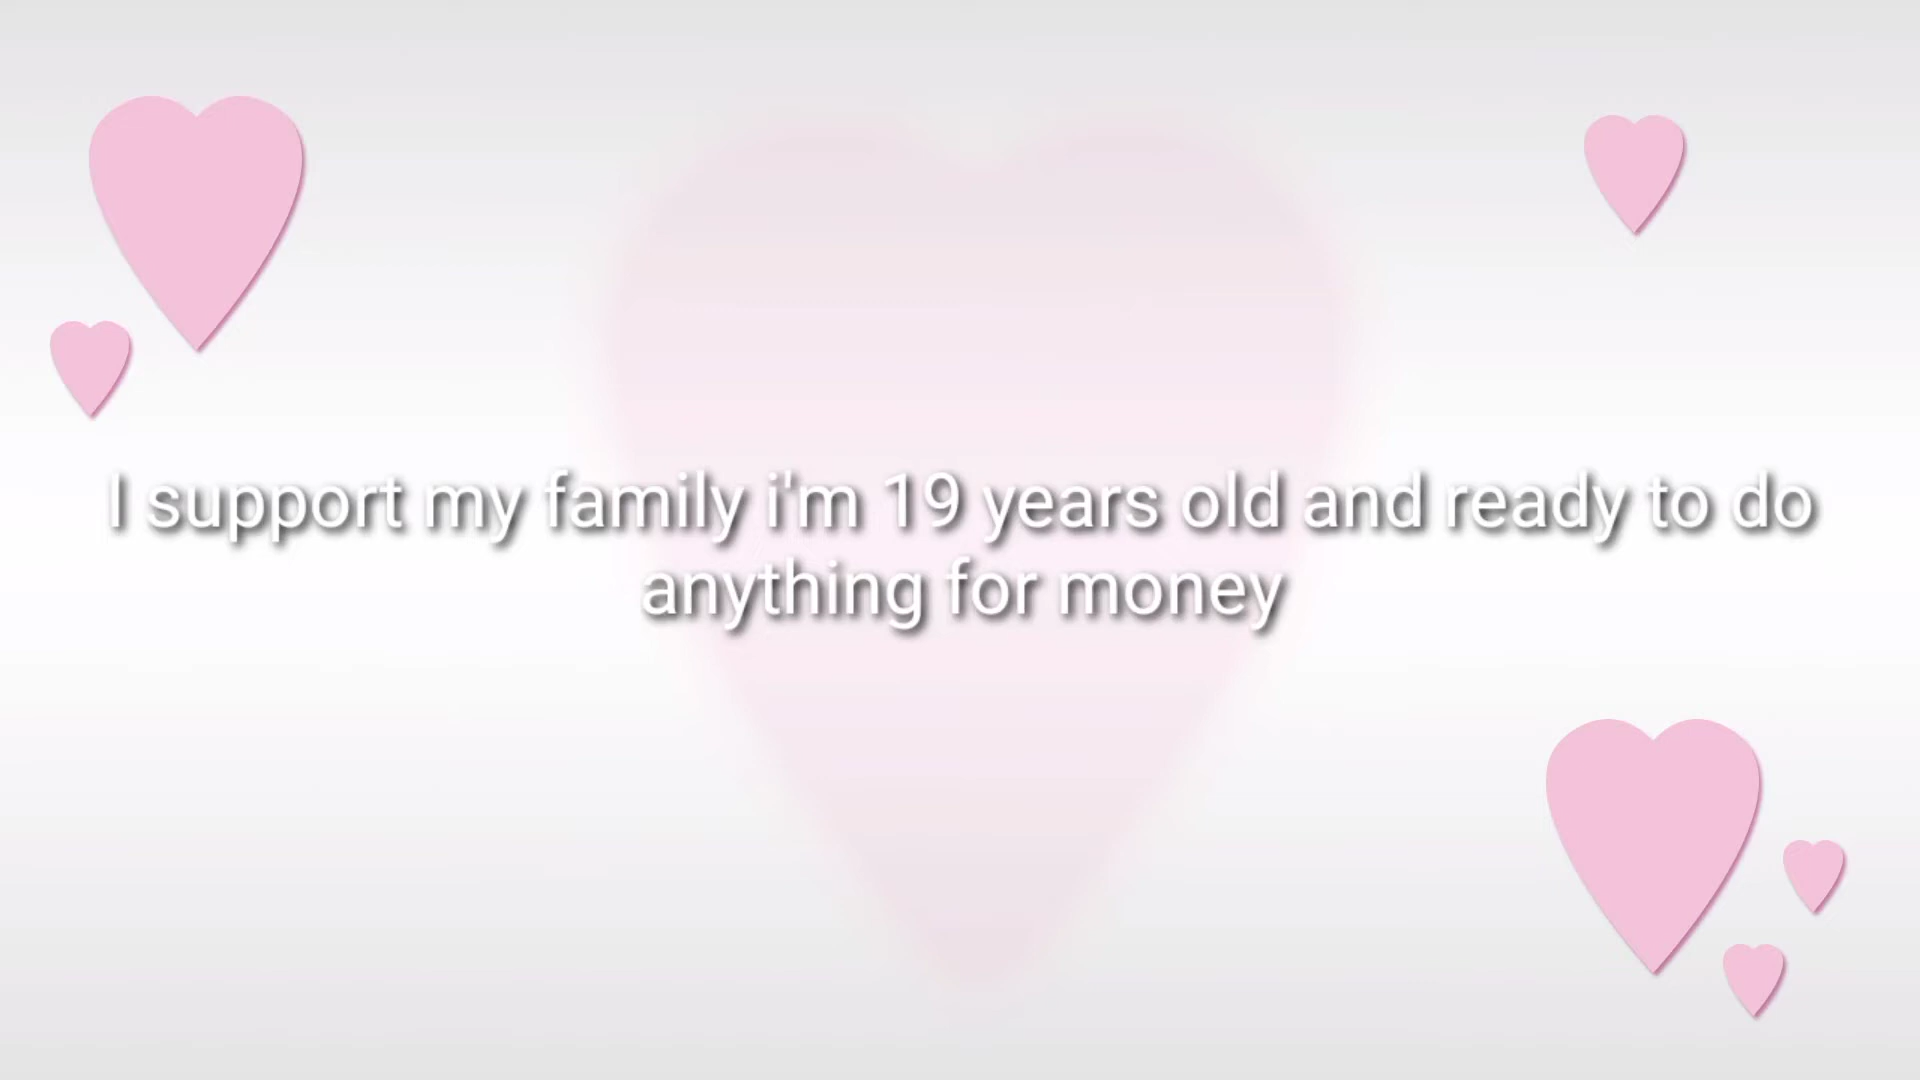 I support my family i'm 19 years old and ready to do
anything for money